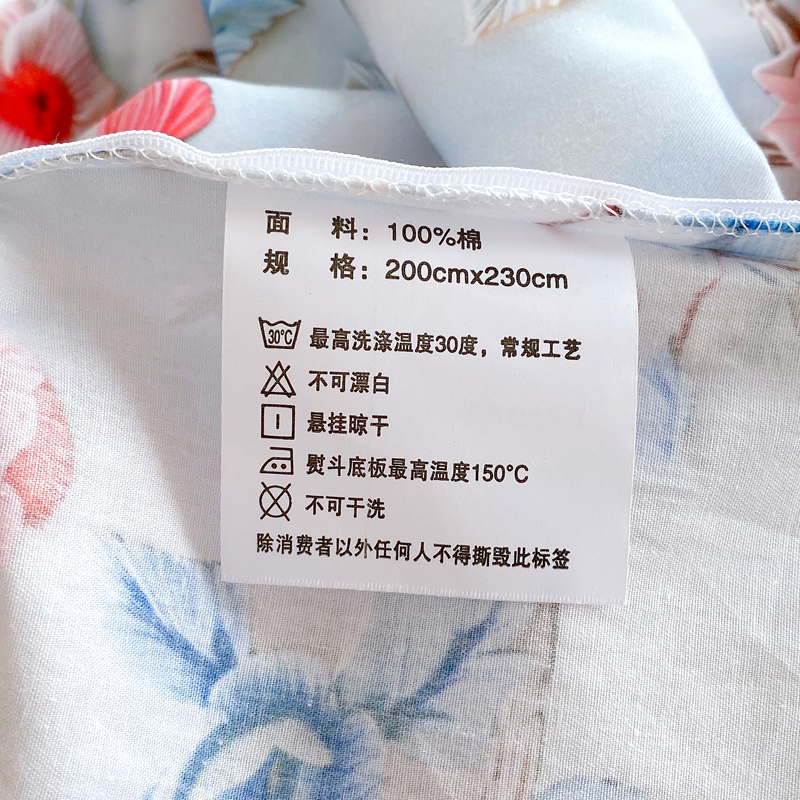 面 料：100%棉
规 格：200cmx230cm
30℃ 最高洗涤温度30度，常规工艺
不可漂白
悬挂晾干
熨斗底板最高温度150℃
不可干洗
除消费者以外任何人不得撕毁此标签